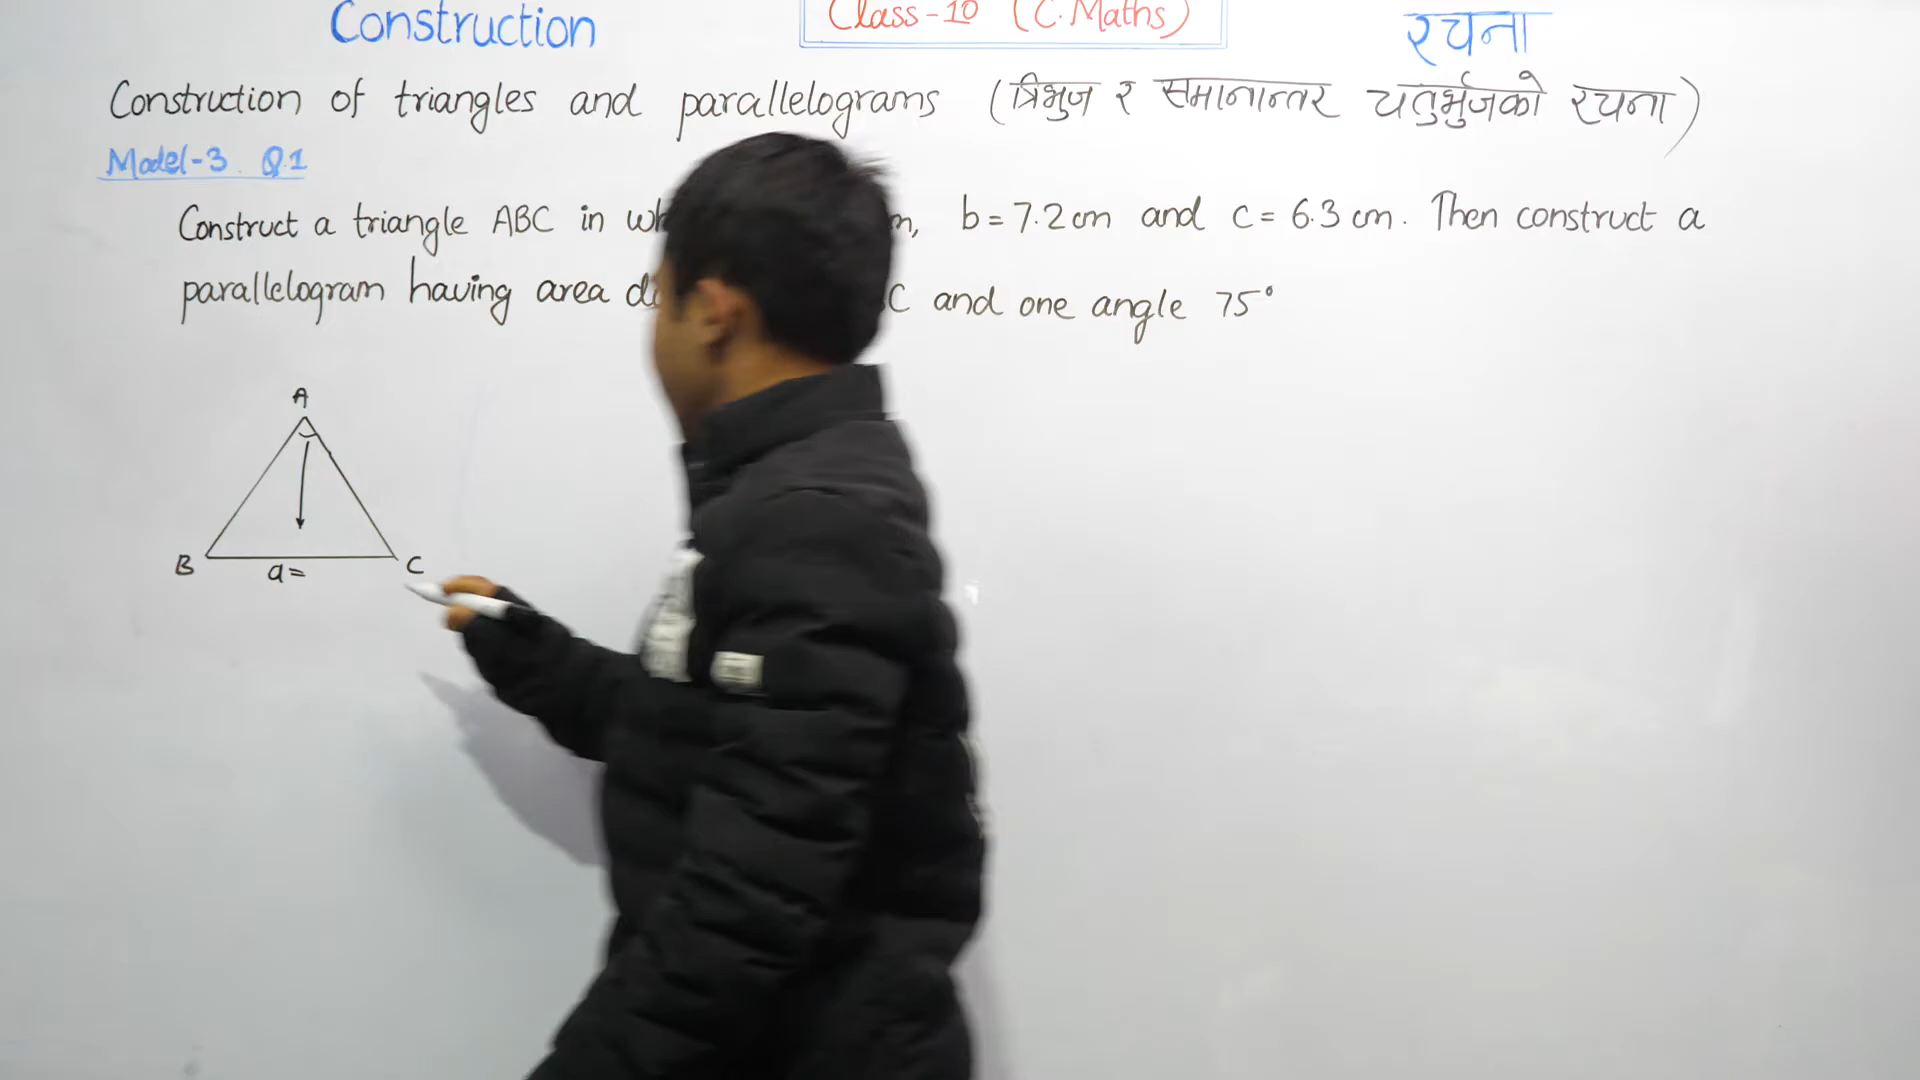 Construction
Class-10 (C.Maths)
रचना
Construction of triangles and parallelograms (त्रिभुज र समानान्तर चतुर्भुजको रचना)
Model-3. Q.1
Construct a triangle ABC in b = 7.2 cm and c = 6.3 cm. Then construct a
parallelogram having area C and one angle 75°
A
B
C
a =